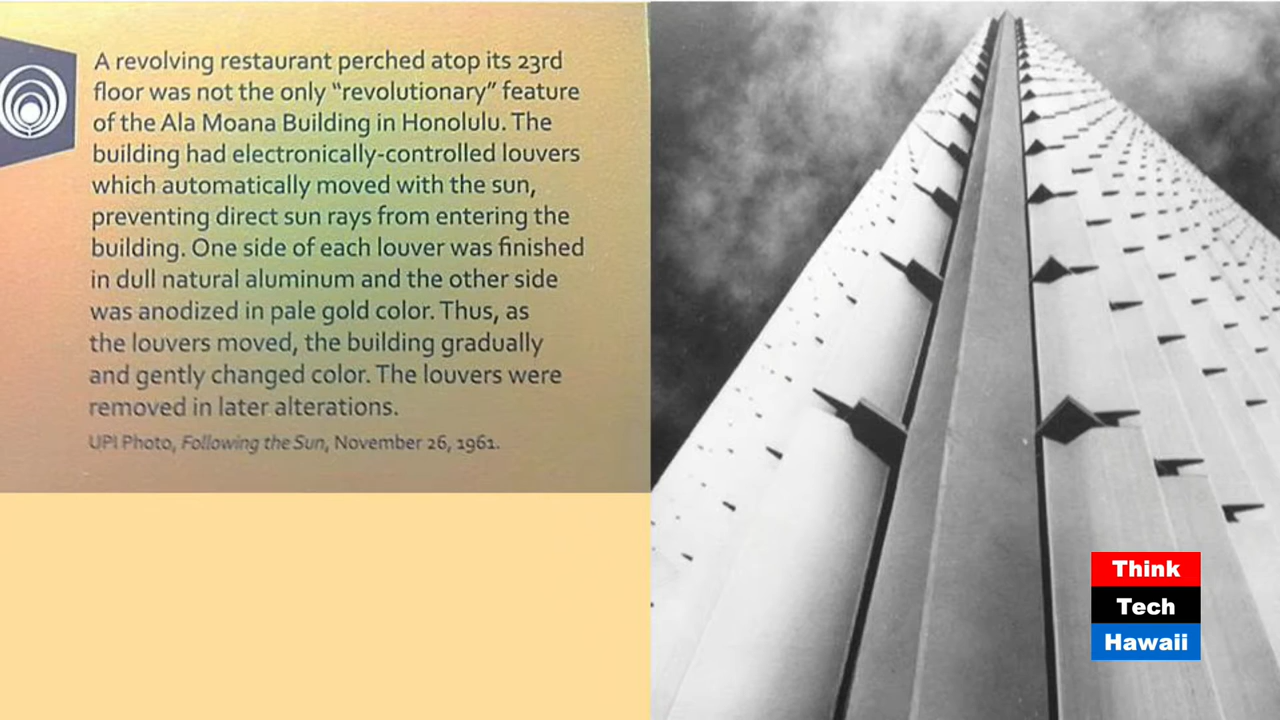 A revolving restaurant perched atop its 23rd
floor was not the only “revolutionary” feature
of the Ala Moana Building in Honolulu. The
building had electronically-controlled louvers
which automatically moved with the sun,
preventing direct sun rays from entering the
building. One side of each louver was finished
in dull natural aluminum and the other side
was anodized in pale gold color. Thus, as
the louvers moved, the building gradually
and gently changed color. The louvers were
removed in later alterations.
UPI Photo, Following the Sun, November 26, 1961.
Think
Tech
Hawaii